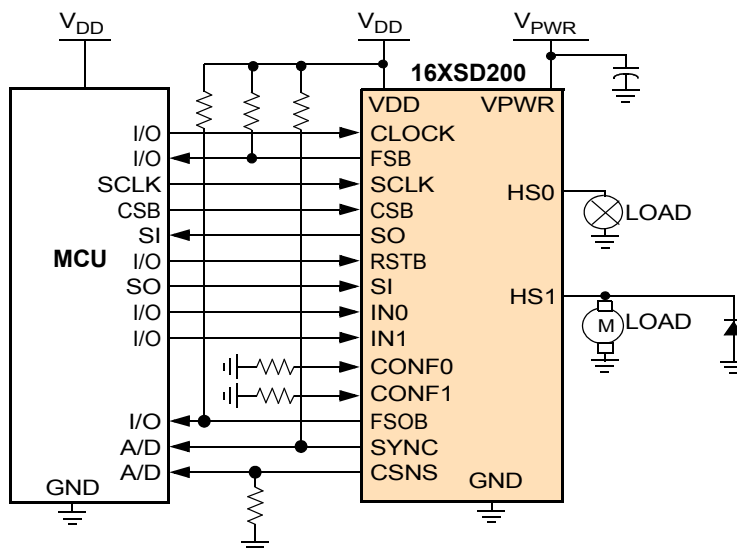 VDD VDD VPWR
16XSD200
VDD VPWR
I/O CLOCK
I/O FSB
SCLK SCLK
CSB CSB
HS0 LOAD
SI SO
MCU
I/O RSTB
SO SI
HS1
I/O IN0
M LOAD
I/O IN1
CONF0
CONF1
I/O FSOB
A/D SYNC
A/D CSNS
GND GND